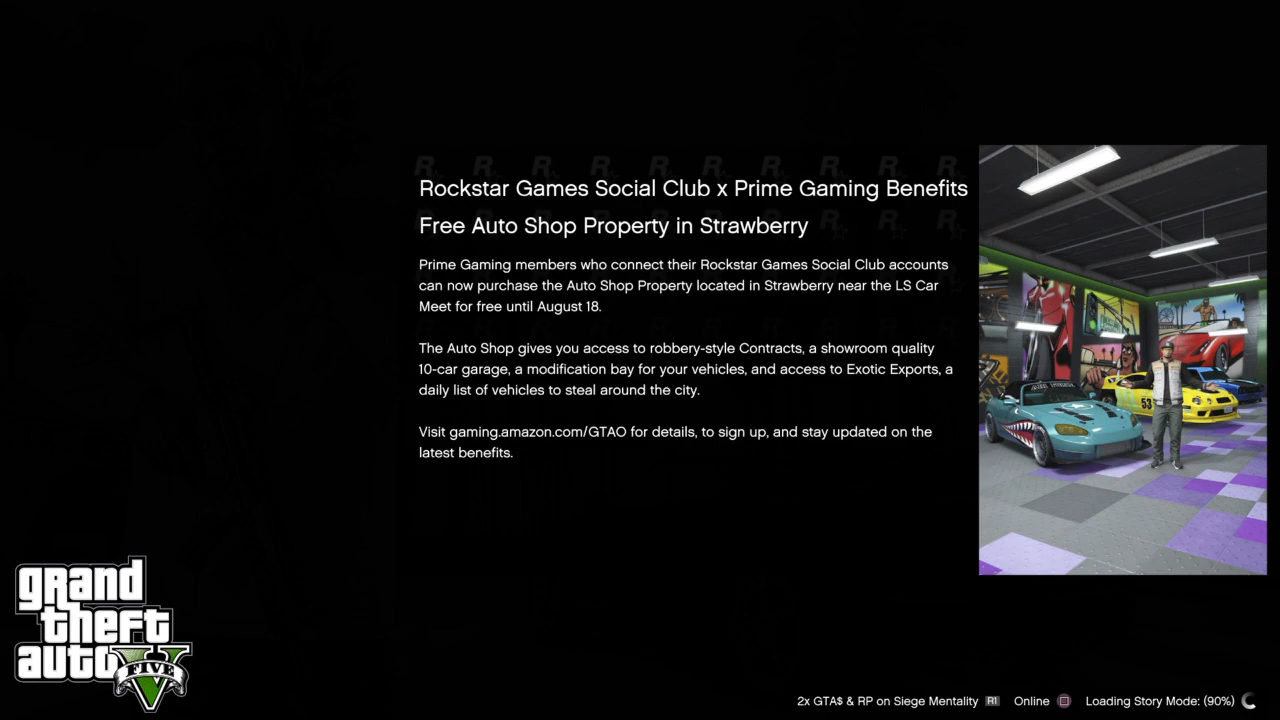 Rockstar Games Social Club x Prime Gaming Benefits
Free Auto Shop Property in Strawberry
Prime Gaming members who connect their Rockstar Games Social Club accounts
can now purchase the Auto Shop Property located in Strawberry near the LS Car
Meet for free until August 18.
The Auto Shop gives you access to robbery-style Contracts, a showroom quality
10-car garage, a modification bay for your vehicles, and access to Exotic Exports, a
daily list of vehicles to steal around the city.
Visit gaming.amazon.com/GTAO for details, to sign up, and stay updated on the
latest benefits.
53
grand
theft
auto V
FIVE
2x GTA$ & RP on Siege Mentality R1 Online Loading Story Mode: (90%)